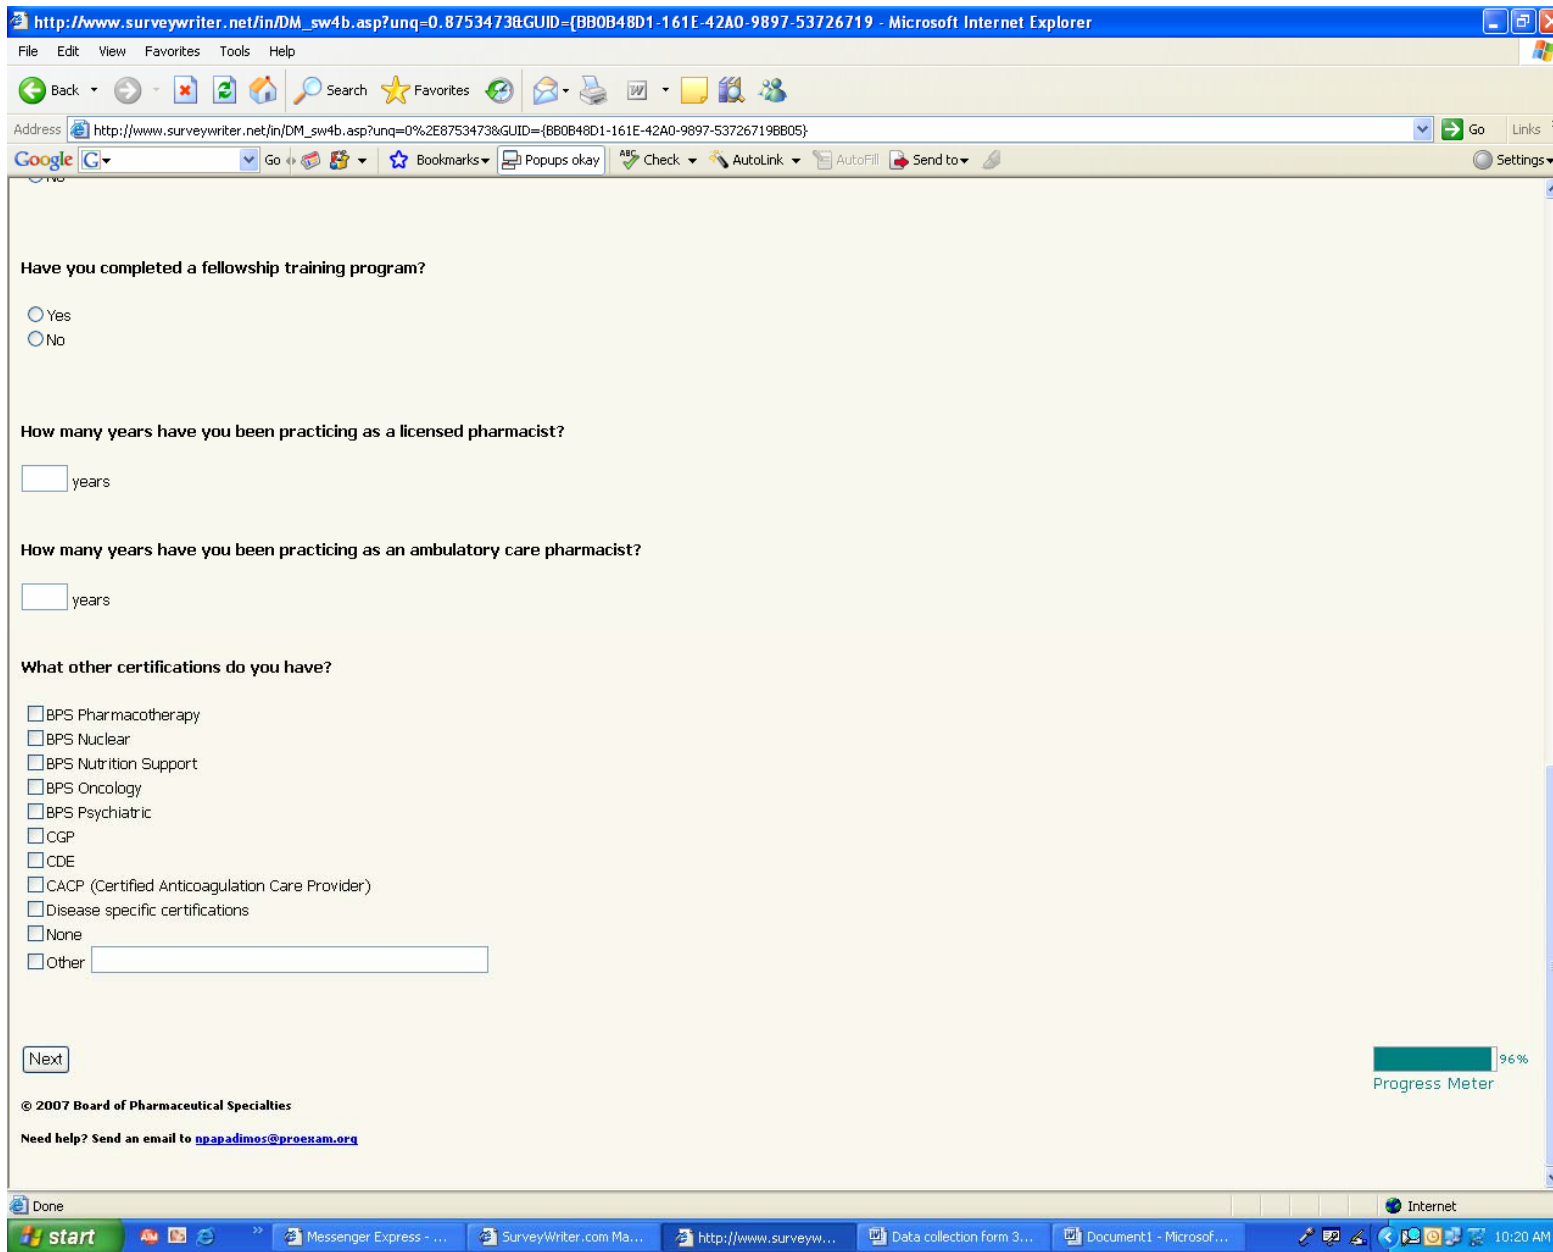 http://www.surveywriter.net/in/DM_sw4b.asp?unq=0.8753473&GUID={BB0B48D1-161E-42A0-9897-53726719 - Microsoft Internet Explorer
File Edit View Favorites Tools Help
Back Search Favorites
Address http://www.surveywriter.net/in/DM_sw4b.asp?unq=0%2E8753473&GUID={BB0B48D1-161E-42A0-9897-53726719BB05} Go Links
Google G Go Bookmarks Popups okay ABC Check AutoLink AutoFill Send to Settings
No
Have you completed a fellowship training program?
Yes
No
How many years have you been practicing as a licensed pharmacist?
years
How many years have you been practicing as an ambulatory care pharmacist?
years
What other certifications do you have?
BPS Pharmacotherapy
BPS Nuclear
BPS Nutrition Support
BPS Oncology
BPS Psychiatric
CGP
CDE
CACP (Certified Anticoagulation Care Provider)
Disease specific certifications
None
Other
Next
96%
Progress Meter
© 2007 Board of Pharmaceutical Specialties
Need help? Send an email to npapadimos@proexam.org
Done Internet
start Messenger Express - ... SurveyWriter.com Ma... http://www.surveyw... Data collection form 3... Document1 - Microsof... 10:20 AM